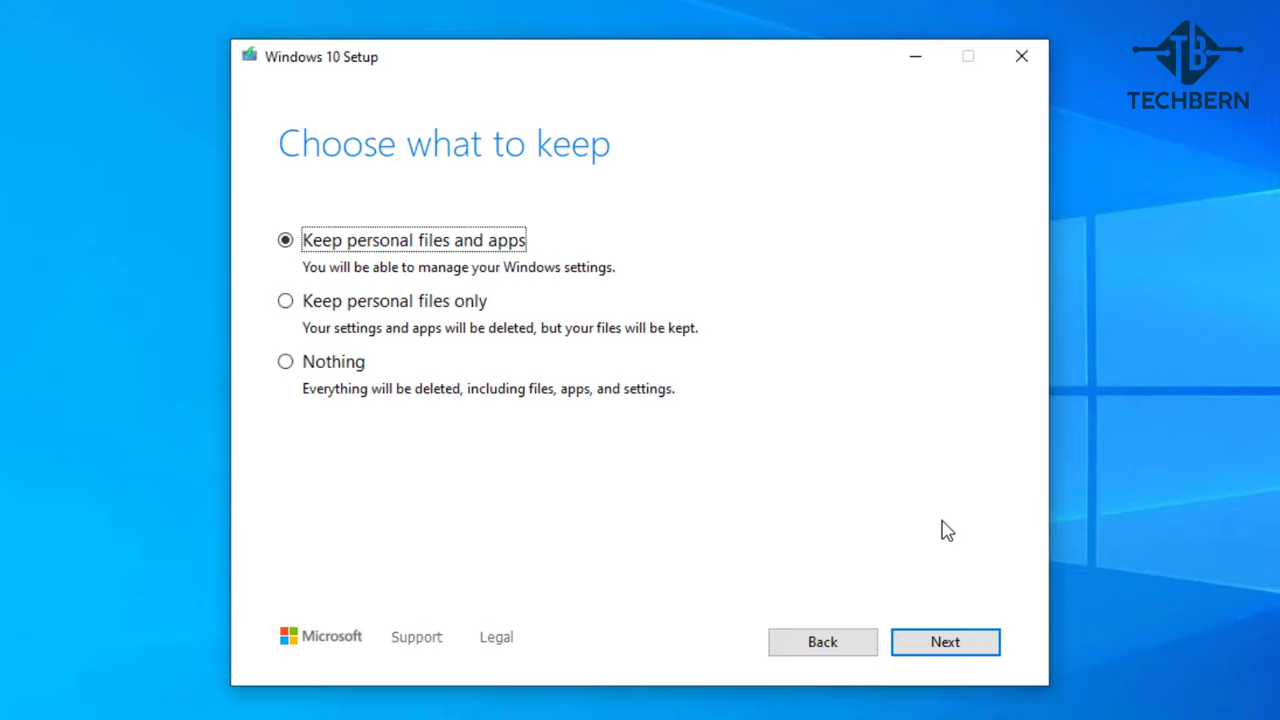 Windows 10 Setup
TB
TECHBERN
Choose what to keep
Keep personal files and apps
You will be able to manage your Windows settings.
Keep personal files only
Your settings and apps will be deleted, but your files will be kept.
Nothing
Everything will be deleted, including files, apps, and settings.
Microsoft
Support
Legal
Back
Next